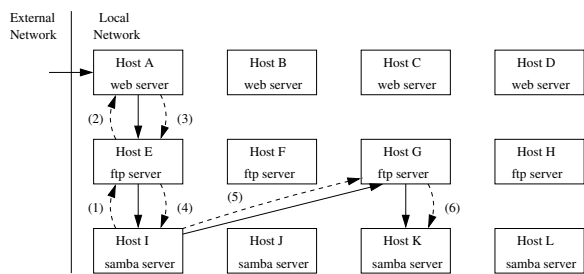 External
Network
Local
Network
Host A
web server
Host B
web server
Host C
web server
Host D
web server
(2)
(3)
Host E
ftp server
Host F
ftp server
Host G
ftp server
Host H
ftp server
(1)
(4)
(5)
(6)
Host I
samba server
Host J
samba server
Host K
samba server
Host L
samba server